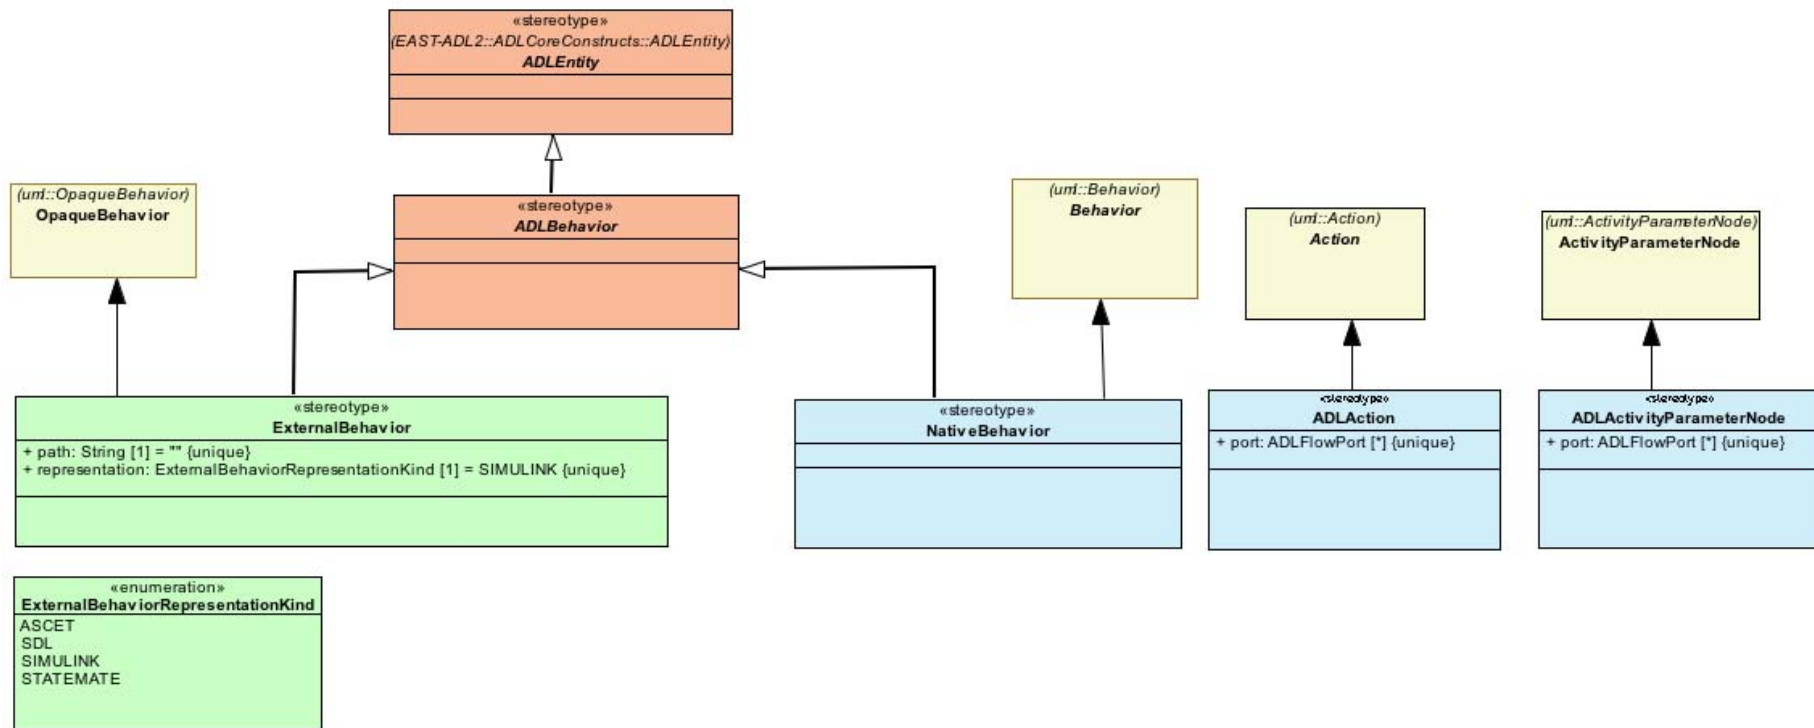 «stereotype»
(EAST-ADL2::ADLCoreConstructs::ADLEntity)
ADLEntity
(uml::OpaqueBehavior)
OpaqueBehavior
«stereotype»
ADLBehavior
(uml::Behavior)
Behavior
(uml::Action)
Action
(uml::ActivityParameterNode)
ActivityParameterNode
«stereotype»
ExternalBehavior
+ path: String [1] = "" {unique}
+ representation: ExternalBehaviorRepresentationKind [1] = SIMULINK {unique}
«stereotype»
NativeBehavior
«stereotype»
ADLAction
+ port: ADLFlowPort [*] {unique}
«stereotype»
ADLActivityParameterNode
+ port: ADLFlowPort [*] {unique}
«enumeration»
ExternalBehaviorRepresentationKind
ASCET
SDL
SIMULINK
STATEMATE